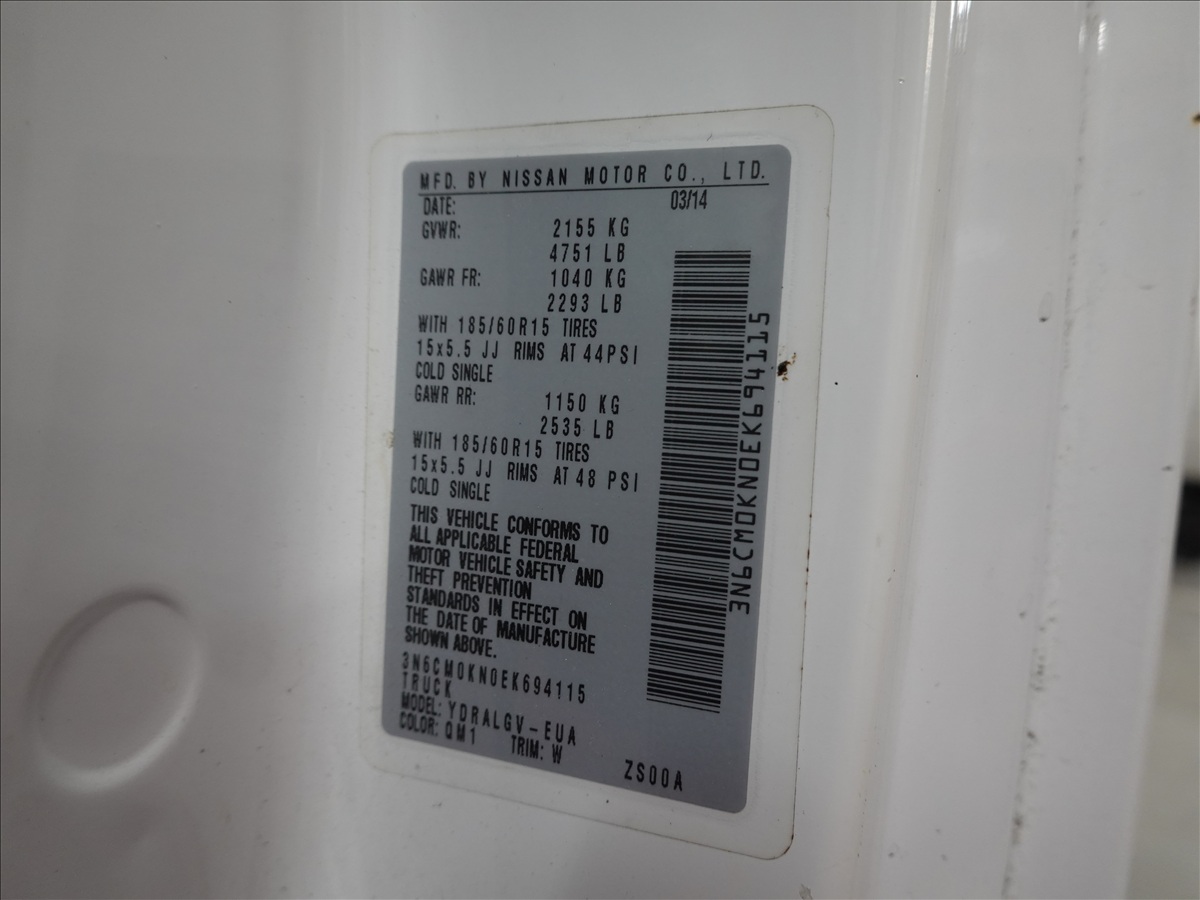 MFD. BY NISSAN MOTOR CO., LTD.
DATE: 03/14
GVWR: 2155 KG
4751 LB
GAWR FR: 1040 KG
2293 LB
WITH 185/60R15 TIRES
15x5.5 JJ RIMS AT 44PSI
COLD SINGLE
GAWR RR: 1150 KG
2535 LB
WITH 185/60R15 TIRES
15x5.5 JJ RIMS AT 48 PSI
COLD SINGLE
THIS VEHICLE CONFORMS TO
ALL APPLICABLE FEDERAL
MOTOR VEHICLE SAFETY AND
THEFT PREVENTION
STANDARDS IN EFFECT ON
THE DATE OF MANUFACTURE
SHOWN ABOVE.
3N6CM0KN0EK694115
TRUCK
MODEL: YDRALGV-EUA
COLOR: QM1 TRIM: W
ZS00A
3N6CM0KN0EK694115